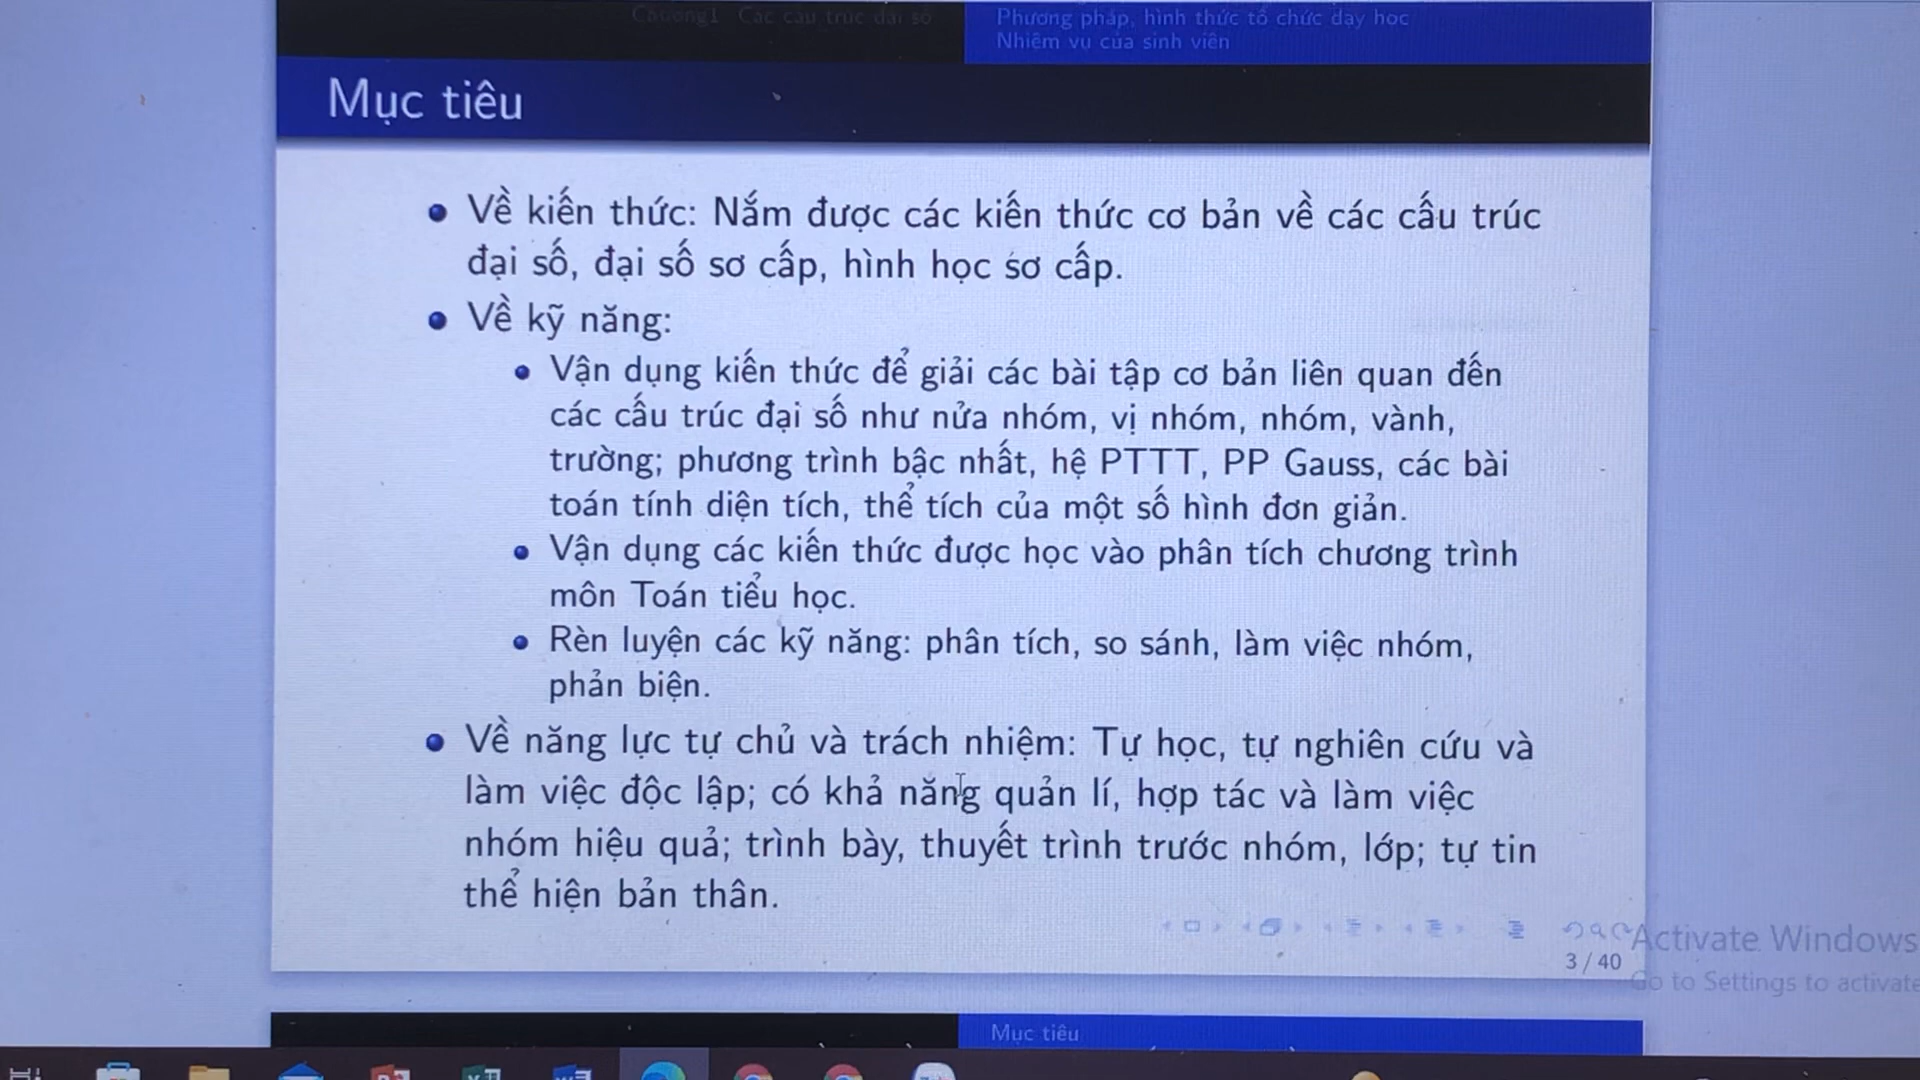 Chương1 Các cấu trúc đại số
Phương pháp, hình thức tổ chức dạy học
Nhiệm vụ của sinh viên
Mục tiêu
Về kiến thức: Nắm được các kiến thức cơ bản về các cấu trúc
đại số, đại số sơ cấp, hình học sơ cấp.
Về kỹ năng:
Vận dụng kiến thức để giải các bài tập cơ bản liên quan đến
các cấu trúc đại số như nửa nhóm, vị nhóm, nhóm, vành,
trường; phương trình bậc nhất, hệ PTTT, PP Gauss, các bài
toán tính diện tích, thể tích của một số hình đơn giản.
Vận dụng các kiến thức được học vào phân tích chương trình
môn Toán tiểu học.
Rèn luyện các kỹ năng: phân tích, so sánh, làm việc nhóm,
phản biện.
Về năng lực tự chủ và trách nhiệm: Tự học, tự nghiên cứu và
làm việc độc lập; có khả năng quản lí, hợp tác và làm việc
nhóm hiệu quả; trình bày, thuyết trình trước nhóm, lớp; tự tin
thể hiện bản thân.
Activate Windows
3 / 40
Go to Settings to activate
Mục tiêu